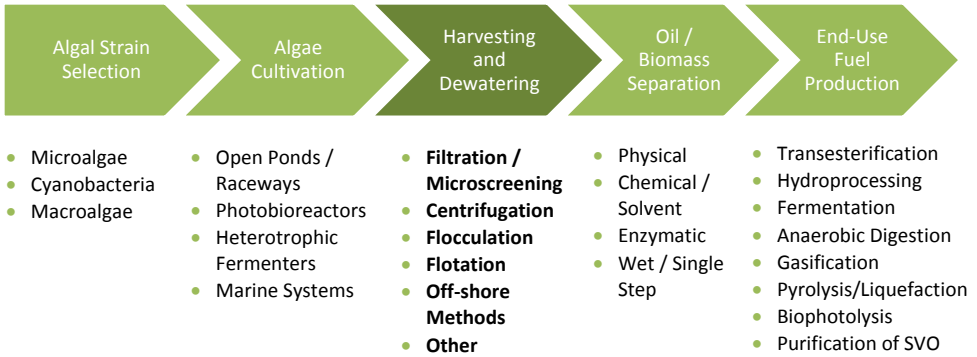 Algal Strain
Selection
Algae
Cultivation
Harvesting
and
Dewatering
Oil /
Biomass
Separation
End-Use
Fuel
Production
• Microalgae
• Cyanobacteria
• Macroalgae
• Open Ponds /
Raceways
• Photobioreactors
• Heterotrophic
Fermenters
• Marine Systems
• Filtration /
Microscreening
• Centrifugation
• Flocculation
• Flotation
• Off-shore
Methods
• Other
• Physical
• Chemical /
Solvent
• Enzymatic
• Wet / Single
Step
• Transesterification
• Hydroprocessing
• Fermentation
• Anaerobic Digestion
• Gasification
• Pyrolysis/Liquefaction
• Biophotolysis
• Purification of SVO